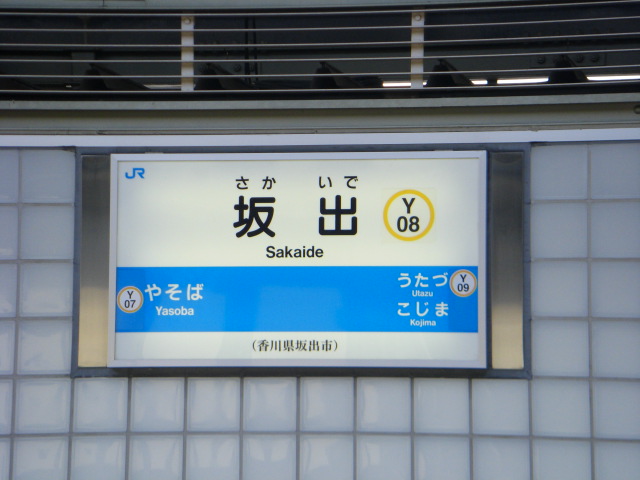 JR
さか いで
坂 出
Y
08
Sakaide
Y
07
やそば
Yasoba
うたづ
Utazu
Y
09
こじま
Kojima
(香川県坂出市)